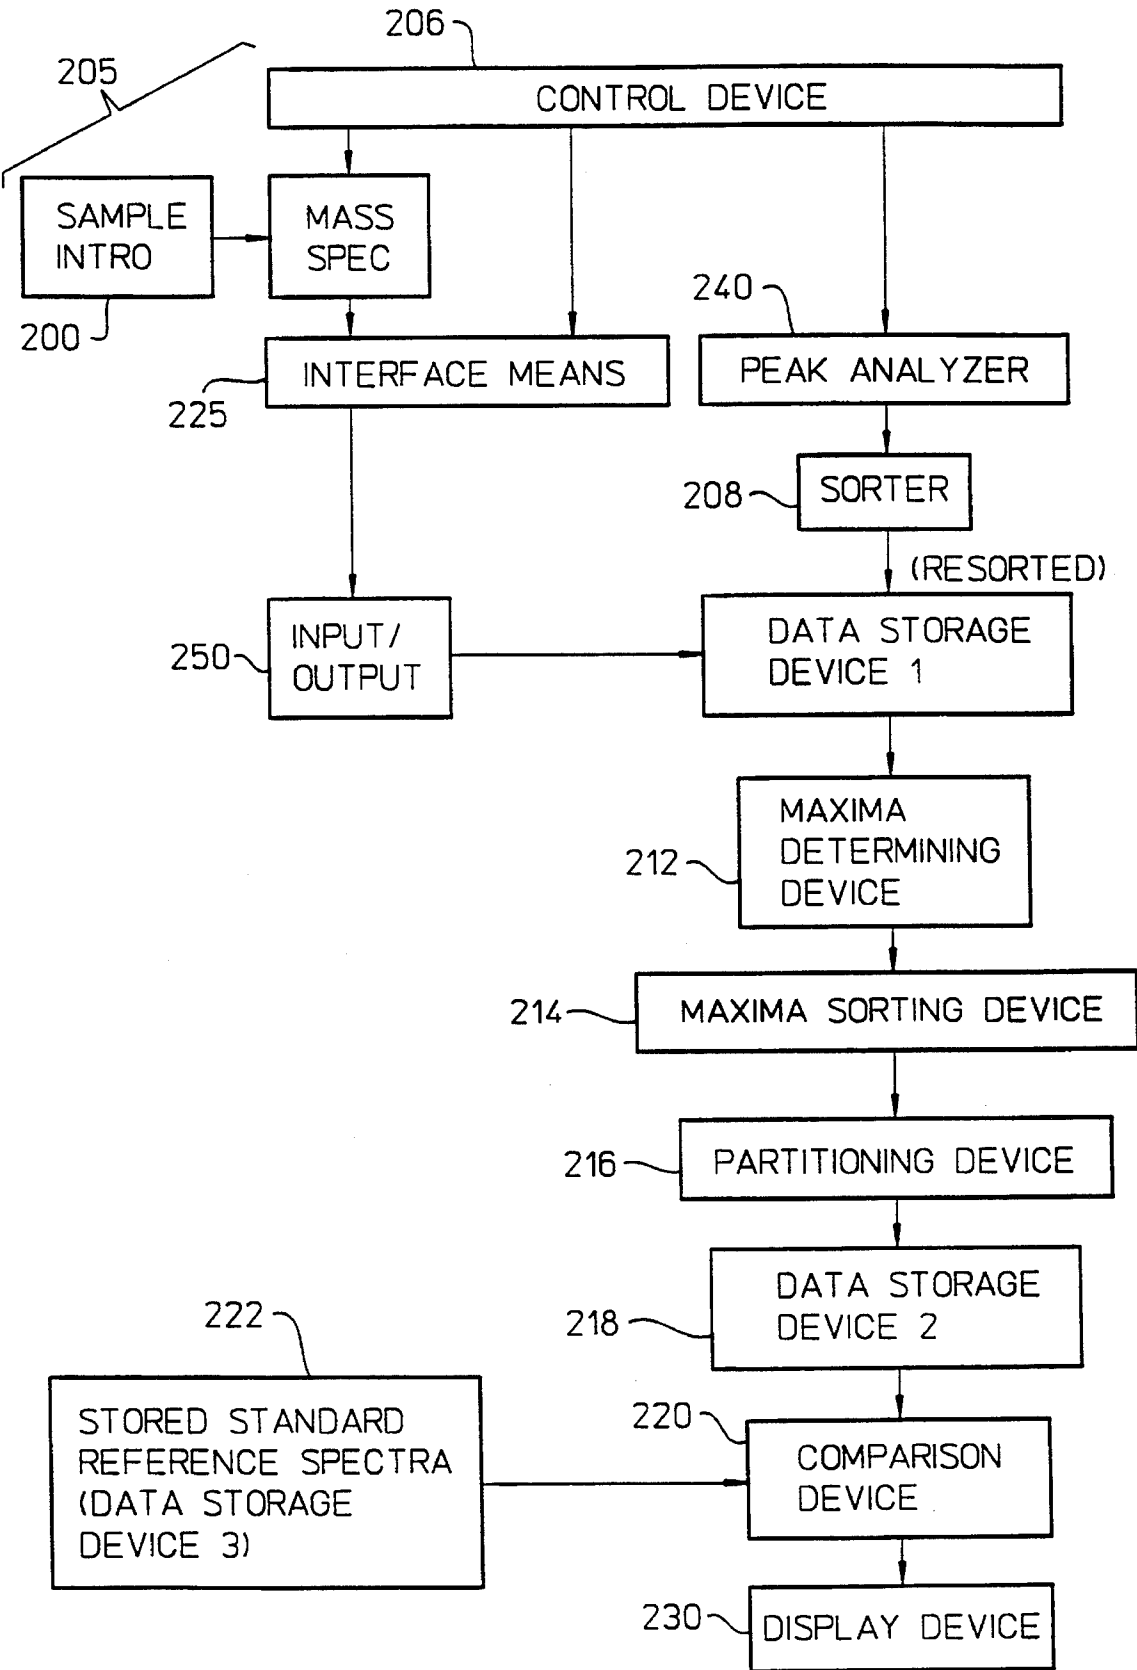 206
205
CONTROL DEVICE
SAMPLE
INTRO
MASS
SPEC
200
240
INTERFACE MEANS
PEAK ANALYZER
225
208
SORTER
(RESORTED)
250
INPUT/
OUTPUT
DATA STORAGE
DEVICE 1
212
MAXIMA
DETERMINING
DEVICE
214
MAXIMA SORTING DEVICE
216
PARTITIONING DEVICE
218
DATA STORAGE
DEVICE 2
222
STORED STANDARD
REFERENCE SPECTRA
(DATA STORAGE
DEVICE 3)
220
COMPARISON
DEVICE
230
DISPLAY DEVICE